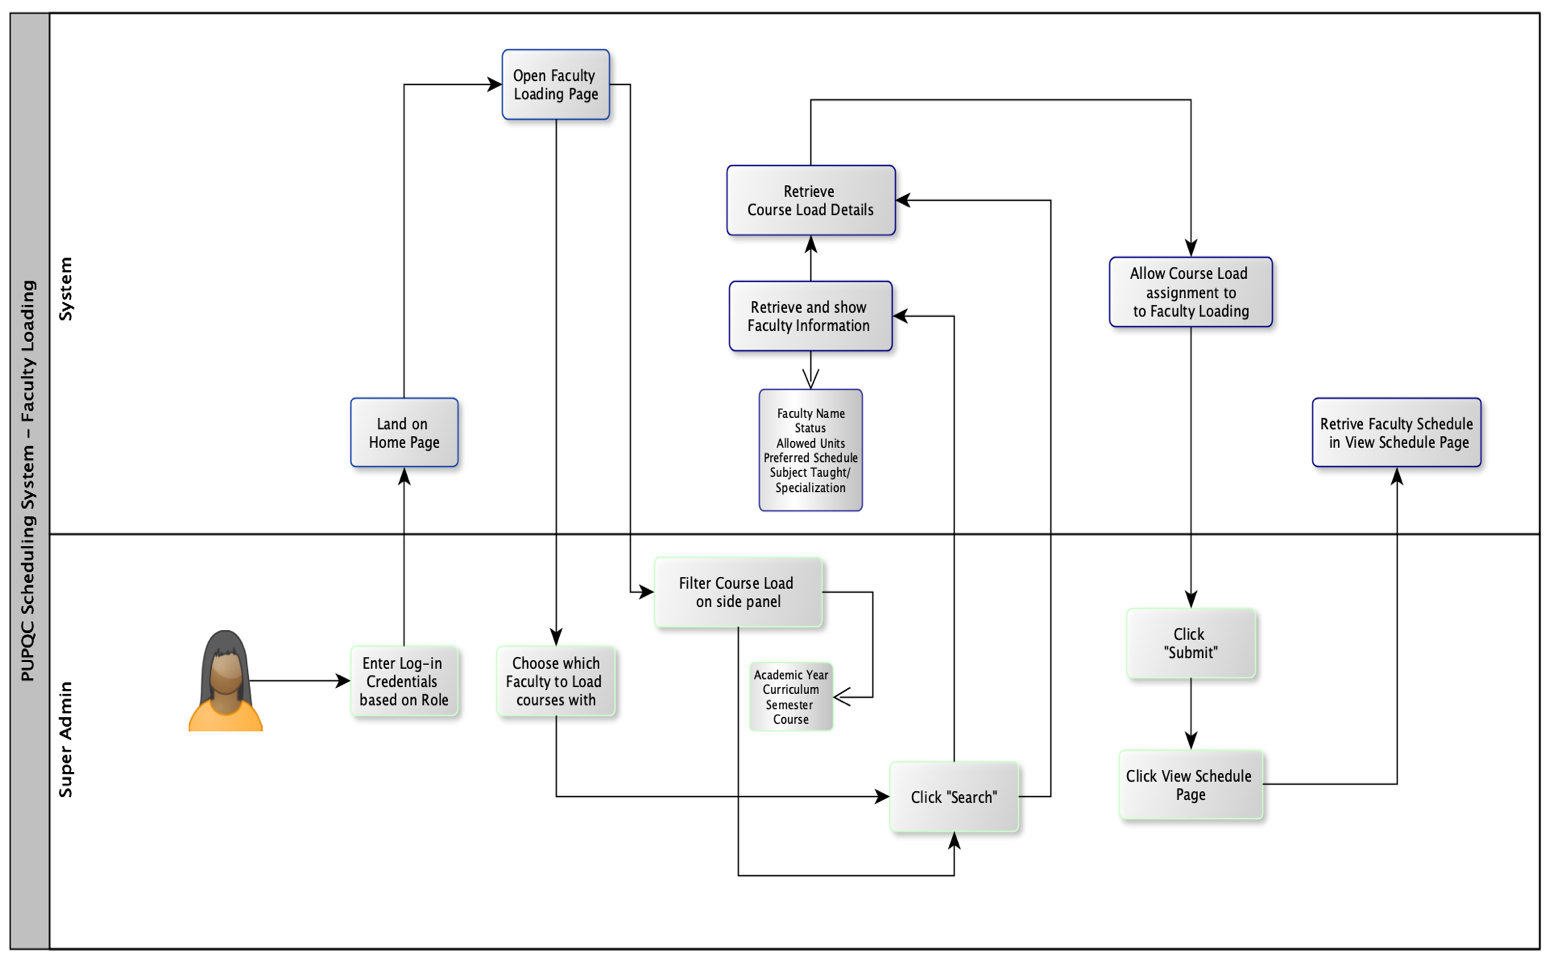 PUPQC Scheduling System - Faculty Loading
System
Open Faculty
Loading Page
Retrieve
Course Load Details
Allow Course Load
assignment to
to Faculty Loading
Retrieve and show
Faculty Information
Faculty Name
Status
Allowed Units
Preferred Schedule
Subject Taught/
Specialization
Land on
Home Page
Retrive Faculty Schedule
in View Schedule Page
Super Admin
Enter Log-in
Credentials
based on Role
Choose which
Faculty to Load
courses with
Filter Course Load
on side panel
Academic Year
Curriculum
Semester
Course
Click "Search"
Click
"Submit"
Click View Schedule
Page